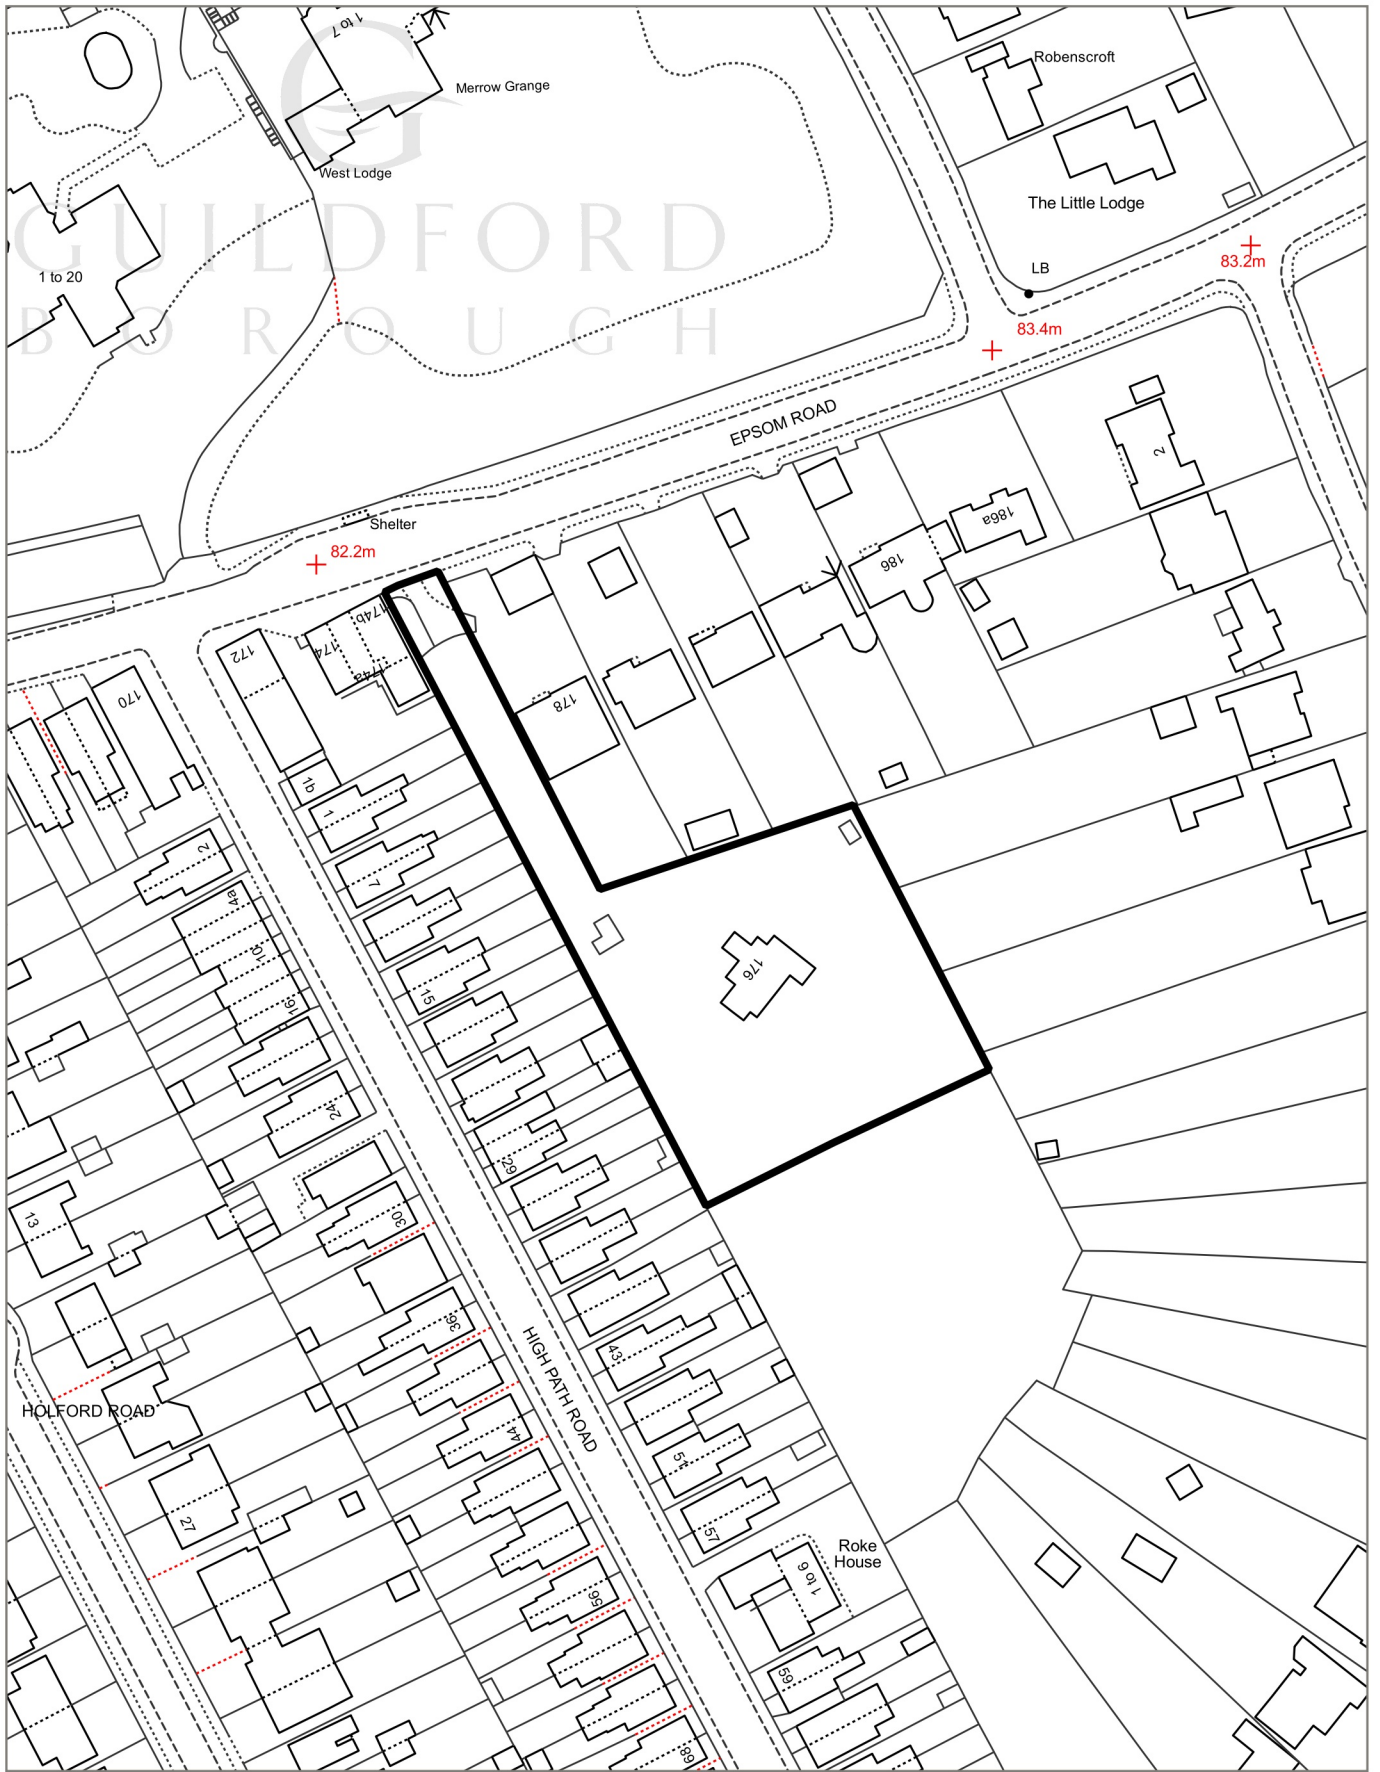 1 to 7
Merrow Grange
Robenscroft
West Lodge
The Little Lodge
G
GUILDFORD
BOROUGH
1 to 20
LB
83.2m
83.4m
EPSOM ROAD
2
Shelter
82.2m
186a
186
174b
174
174a
172
170
178
1b
1
7
2
4a
10
16
15
176
24
29
13
30
36
43
HIGH PATH ROAD
HOLFORD ROAD
44
51
27
57
Roke
House
1 to 6
56
59
68